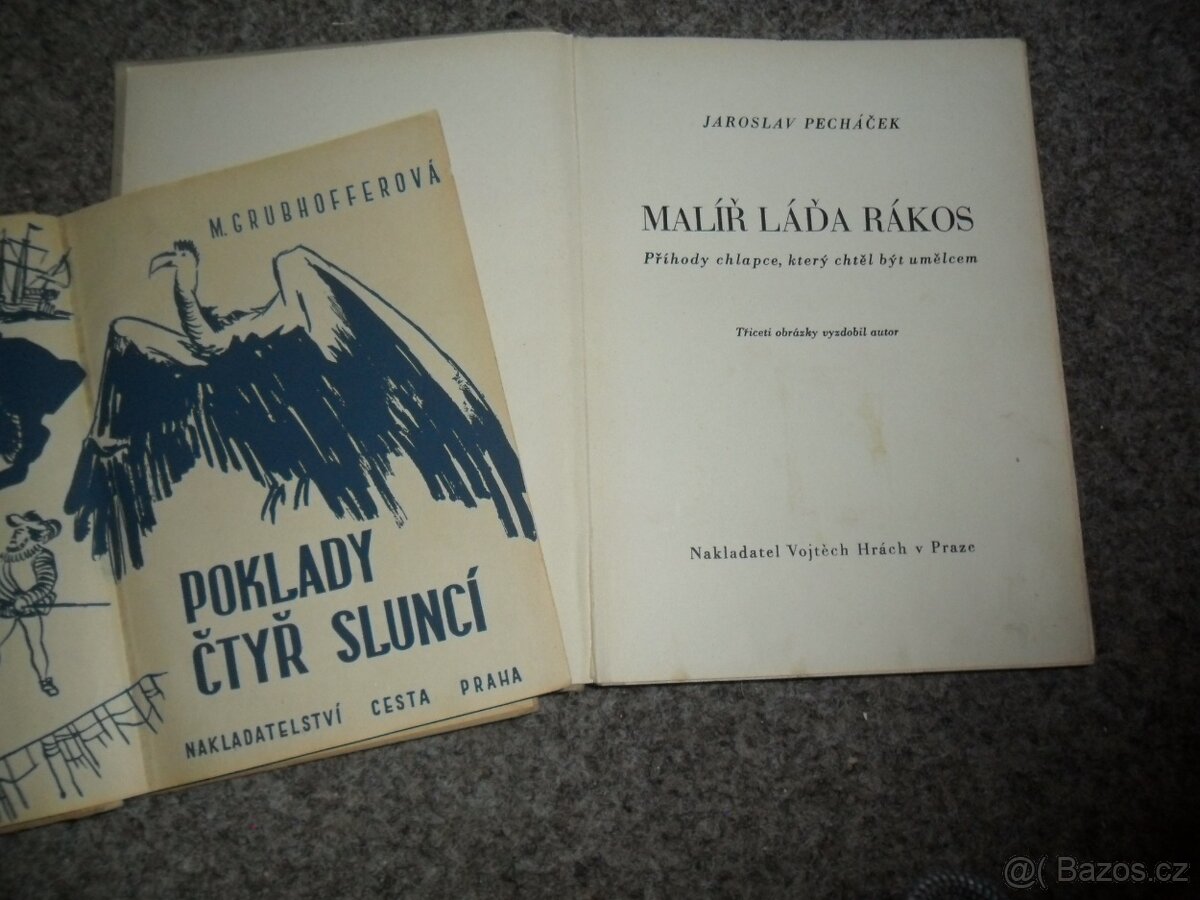 M. GRUBHOFFEROVÁ
POKLADY
ČTYŘ SLUNCÍ
NAKLADATELSTVÍ CESTA PRAHA
JAROSLAV PECHÁČEK
MALÍŘ LÁĎA RÁKOS
Příhody chlapce, který chtěl být umělcem
Třiceti obrázky vyzdobil autor
Nakladatel Vojtěch Hrách v Praze
@( Bazos.cz